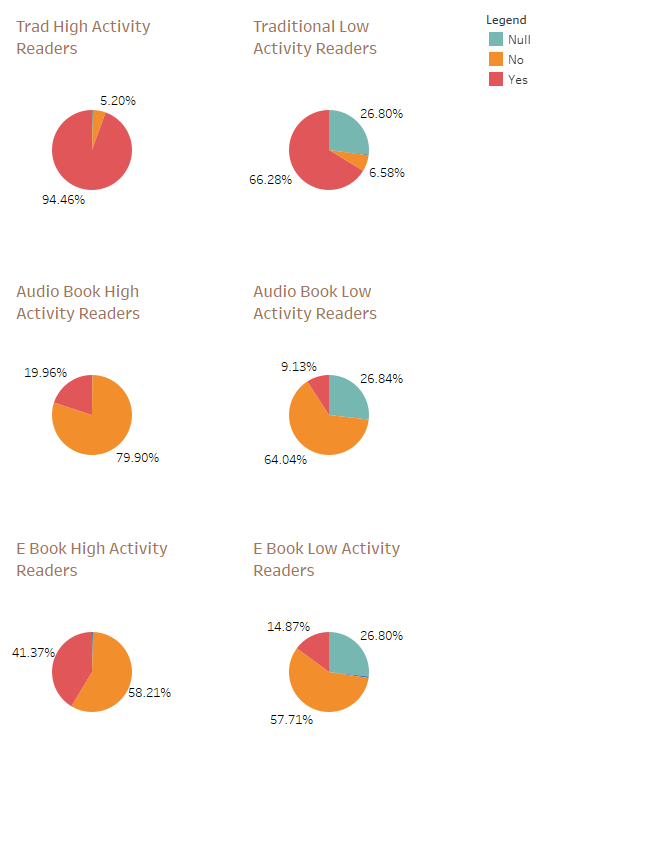 Trad High Activity
Readers
5.20%
94.46%
Traditional Low
Activity Readers
26.80%
6.58%
66.28%
Legend
Null
No
Yes
Audio Book High
Activity Readers
19.96%
79.90%
Audio Book Low
Activity Readers
9.13%
26.84%
64.04%
E Book High Activity
Readers
41.37%
58.21%
E Book Low Activity
Readers
14.87%
26.80%
57.71%